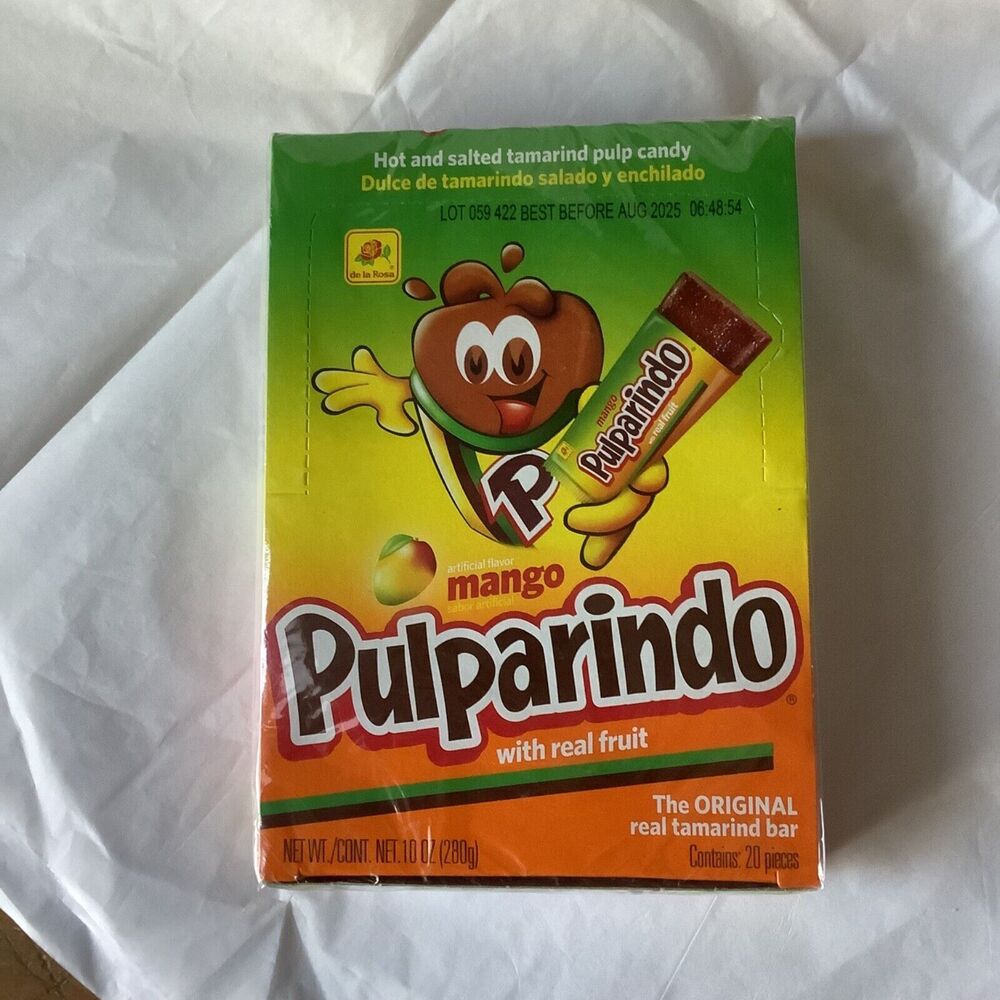 Hot and salted tamarind pulp candy
Dulce de tamarindo salado y enchilado
LOT 059 422 BEST BEFORE AUG 2025 06:48:54
de la Rosa
mango
Pulparindo
with real fruit
P
artificial flavor
mango
sabor artificial
Pulparindo
with real fruit
The ORIGINAL
real tamarind bar
NET WT./CONT. NET. 10 OZ (280g)
Contains: 20 pieces